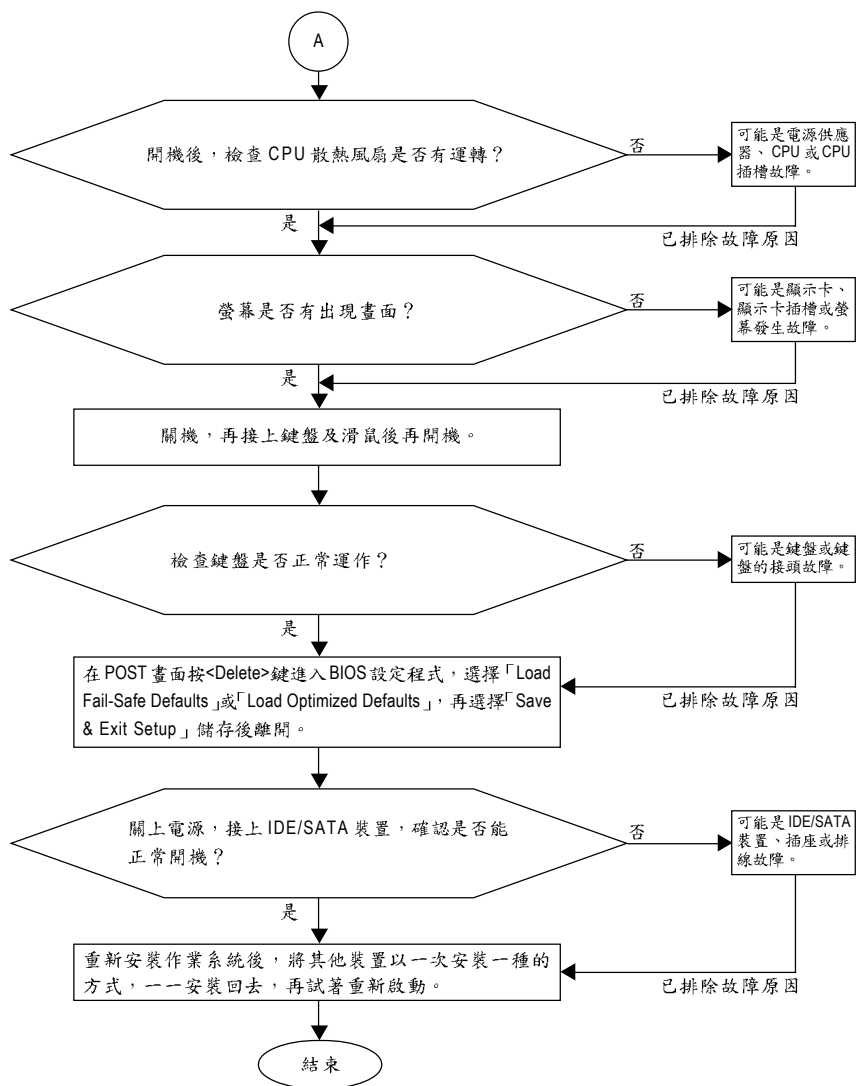 A
開機後，檢查 CPU 散熱風扇是否有運轉？
否
可能是電源供應
器、CPU 或 CPU
插槽故障。
是
已排除故障原因
螢幕是否有出現畫面？
否
可能是顯示卡、
顯示卡插槽或螢
幕發生故障。
是
已排除故障原因
關機，再接上鍵盤及滑鼠後再開機。
檢查鍵盤是否正常運作？
否
可能是鍵盤或鍵
盤的接頭故障。
是
在 POST 畫面按<Delete>鍵進入 BIOS 設定程式，選擇「Load
Fail-Safe Defaults」或「Load Optimized Defaults」，再選擇「Save
& Exit Setup」儲存後離開。
已排除故障原因
關上電源，接上 IDE/SATA 裝置，確認是否能
正常開機？
否
可能是 IDE/SATA
裝置、插座或排
線故障。
是
重新安裝作業系統後，將其他裝置以一次安裝一種的
方式，一一安裝回去，再試著重新啟動。
已排除故障原因
結束